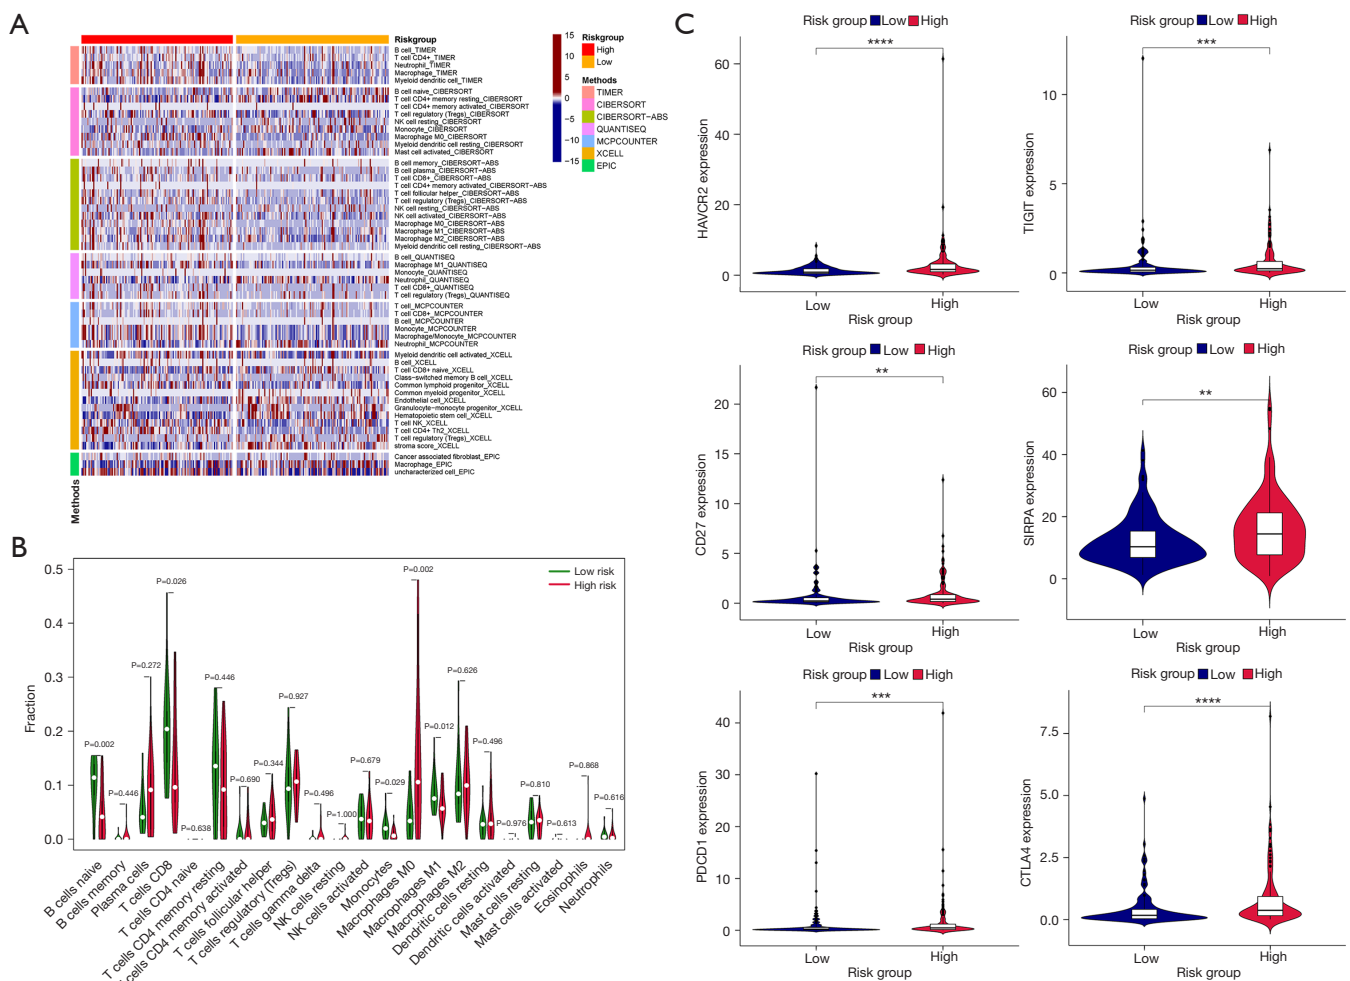 A
Riskgroup
B cell_TIMER
T cell CD4+_TIMER
Neutrophil_TIMER
Macrophage_TIMER
Myeloid dendritic cell_TIMER
B cell naive_CIBERSORT
T cell CD4+ memory resting_CIBERSORT
T cell CD4+ memory activated_CIBERSORT
T cell regulatory (Tregs)_CIBERSORT
NK cell resting_CIBERSORT
Monocyte_CIBERSORT
Macrophage M0_CIBERSORT
Myeloid dendritic cell resting_CIBERSORT
Mast cell activated_CIBERSORT
B cell memory_CIBERSORT−ABS
B cell plasma_CIBERSORT−ABS
T cell CD8+_CIBERSORT−ABS
T cell CD4+ memory activated_CIBERSORT−ABS
T cell follicular helper_CIBERSORT−ABS
T cell regulatory (Tregs)_CIBERSORT−ABS
NK cell resting_CIBERSORT−ABS
NK cell activated_CIBERSORT−ABS
Macrophage M0_CIBERSORT−ABS
Macrophage M1_CIBERSORT−ABS
Macrophage M2_CIBERSORT−ABS
Myeloid dendritic cell resting_CIBERSORT−ABS
B cell_QUANTISEQ
Macrophage M1_QUANTISEQ
Monocyte_QUANTISEQ
Neutrophil_QUANTISEQ
T cell CD8+_QUANTISEQ
T cell regulatory (Tregs)_QUANTISEQ
T cell_MCPCOUNTER
T cell CD8+_MCPCOUNTER
B cell_MCPCOUNTER
Monocyte_MCPCOUNTER
Macrophage/Monocyte_MCPCOUNTER
Neutrophil_MCPCOUNTER
Myeloid dendritic cell activated_XCELL
B cell_XCELL
T cell CD8+ naive_XCELL
Class−switched memory B cell_XCELL
Common lymphoid progenitor_XCELL
Common myeloid progenitor_XCELL
Endothelial cell_XCELL
Granulocyte−monocyte progenitor_XCELL
Hematopoietic stem cell_XCELL
T cell NK_XCELL
T cell CD4+ Th2_XCELL
T cell regulatory (Tregs)_XCELL
stroma score_XCELL
Cancer associated fibroblast_EPIC
Macrophage_EPIC
uncharacterized cell_EPIC
Methods
15
10
5
0
−5
−10
−15
Riskgroup
High
Low
Methods
TIMER
CIBERSORT
CIBERSORT−ABS
QUANTISEQ
MCPCOUNTER
XCELL
EPIC
B
Fraction
0.5
0.4
0.3
0.2
0.1
0.0
Low risk
High risk
P=0.002
P=0.446
P=0.272
P=0.026
P=0.638
P=0.446
P=0.690
P=0.344
P=0.927
P=0.496
P=1.000
P=0.679
P=0.029
P=0.002
P=0.012
P=0.626
P=0.496
P=0.976
P=0.810
P=0.613
P=0.868
P=0.616
B cells naive
B cells memory
Plasma cells
T cells CD8
T cells CD4 naive
T cells CD4 memory resting
cells CD4 memory activated
T cells follicular helper
T cells regulatory (Tregs)
T cells gamma delta
NK cells resting
NK cells activated
Monocytes
Macrophages M0
Macrophages M1
Macrophages M2
Dendritic cells resting
Dendritic cells activated
Mast cells resting
Mast cells activated
Eosinophils
Neutrophils
C
Risk group Low High
****
HAVCR2 expression
60
40
20
0
Low High
Risk group
Risk group Low High
***
TIGIT expression
10
5
0
Low High
Risk group
Risk group Low High
**
CD27 expression
20
15
10
5
0
Low High
Risk group
Risk group Low High
**
SIRPA expression
60
40
20
0
Low High
Risk group
Risk group Low High
***
PDCD1 expression
40
30
20
10
0
Low High
Risk group
Risk group Low High
****
CTLA4 expression
7.5
5.0
2.5
0.0
Low High
Risk group